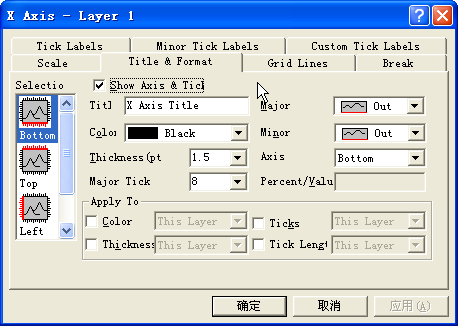 X Axis - Layer 1
Tick Labels
Minor Tick Labels
Custom Tick Labels
Scale
Title & Format
Grid Lines
Break
Selectio
Show Axis & Tick
Titl
X Axis Title
Major
Out
Bottom
Color
Black
Minor
Out
Thickness(pt
1.5
Axis
Bottom
Top
Major Tick
8
Percent/Valu
Left
Apply To
Color
This Layer
Ticks
This Layer
Thickness
This Layer
Tick Lengt
This Layer
确定
取消
应用(A)